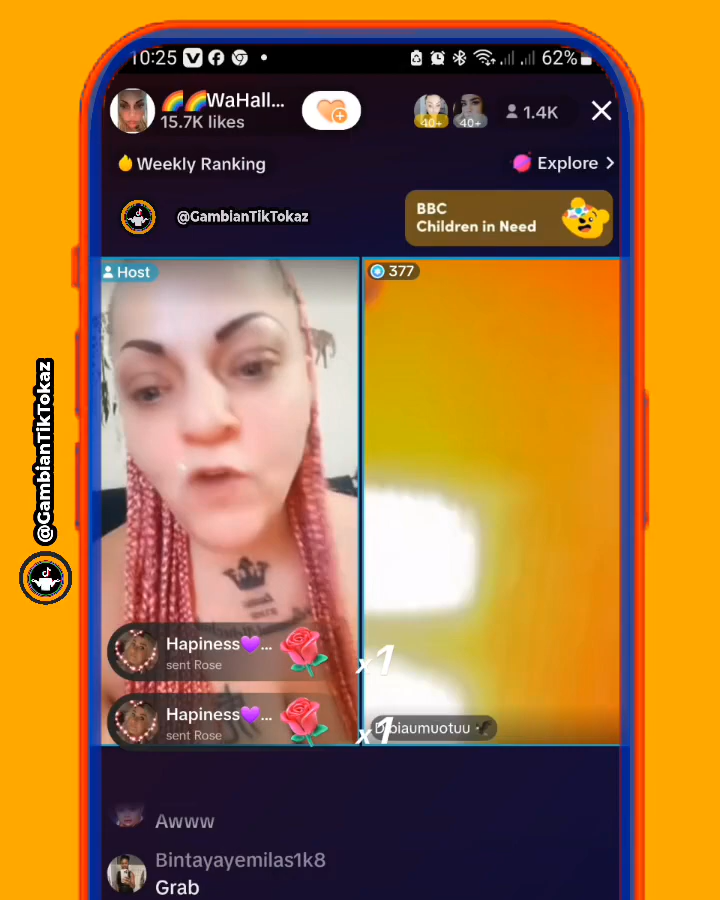 10:25
62%
WaHall...
15.7K likes
40+
40+
1.4K
Weekly Ranking
Explore >
@GambianTikTokaz
BBC
Children in Need
Host
377
@GambianTikTokaz
Hapiness💜...
sent Rose
x1
Hapiness💜...
sent Rose
x1
Dibiaumuotuu
Awww
Bintayayemilas1k8
Grab